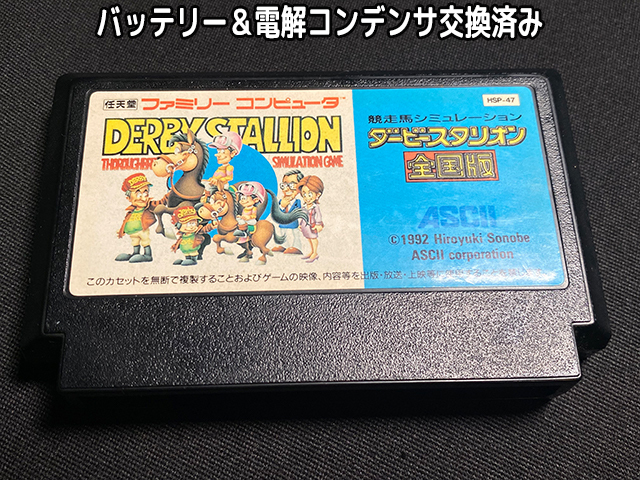 バッテリー＆電解コンデンサ交換済み
任天堂 ファミリー コンピュータ
HSP-47
DERBY STALLION
THOROUGHBR SIMULATION GAME
競走馬シミュレーション
ダービースタリオン
全国版
ASCII
©1992 Hiroyuki Sonobe
ASCII corporation
このカセットを無断で複製することおよびゲームの映像、内容等を出版・放送・上映等